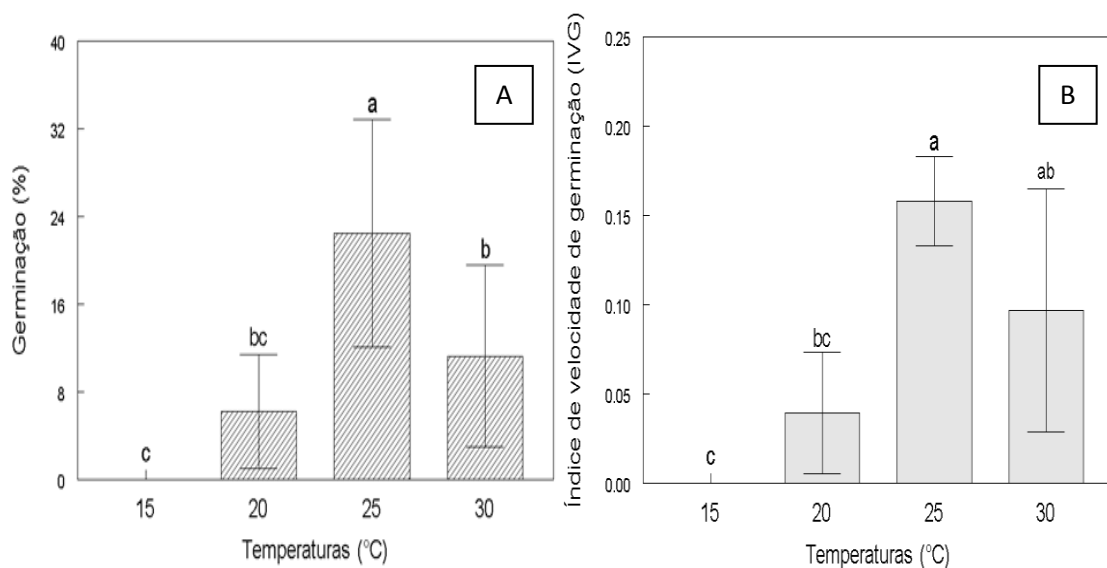 Germinação (%)
40
32
24
16
8
0
A
c
bc
a
b
15
20
25
30
Temperaturas (°C)
Índice de velocidade de germinação (IVG)
0.25
0.20
0.15
0.10
0.05
0.00
B
c
bc
a
ab
15
20
25
30
Temperaturas (°C)